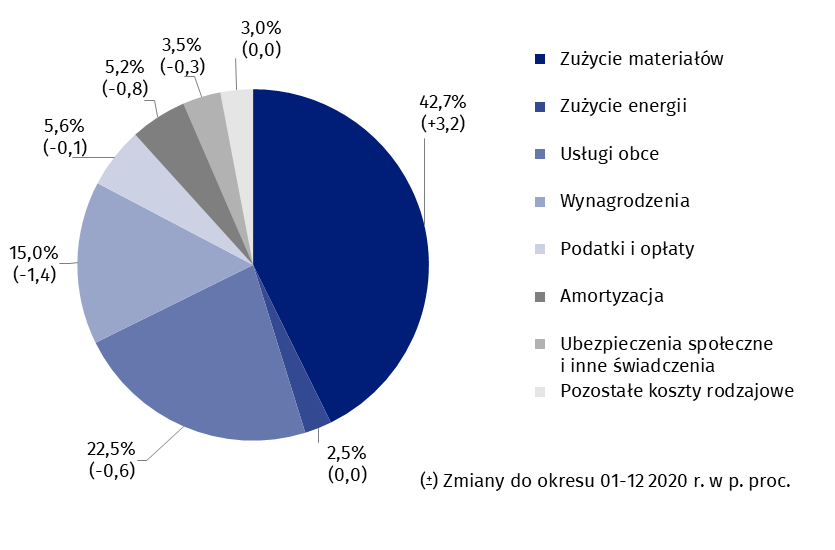 3,0%
(0,0)
3,5%
(-0,3)
5,2%
(-0,8)
5,6%
(-0,1)
15,0%
(-1,4)
22,5%
(-0,6)
2,5%
(0,0)
42,7%
(+3,2)
Zużycie materiałów
Zużycie energii
Usługi obce
Wynagrodzenia
Podatki i opłaty
Amortyzacja
Ubezpieczenia społeczne
i inne świadczenia
Pozostałe koszty rodzajowe
(±) Zmiany do okresu 01-12 2020 r. w p. proc.